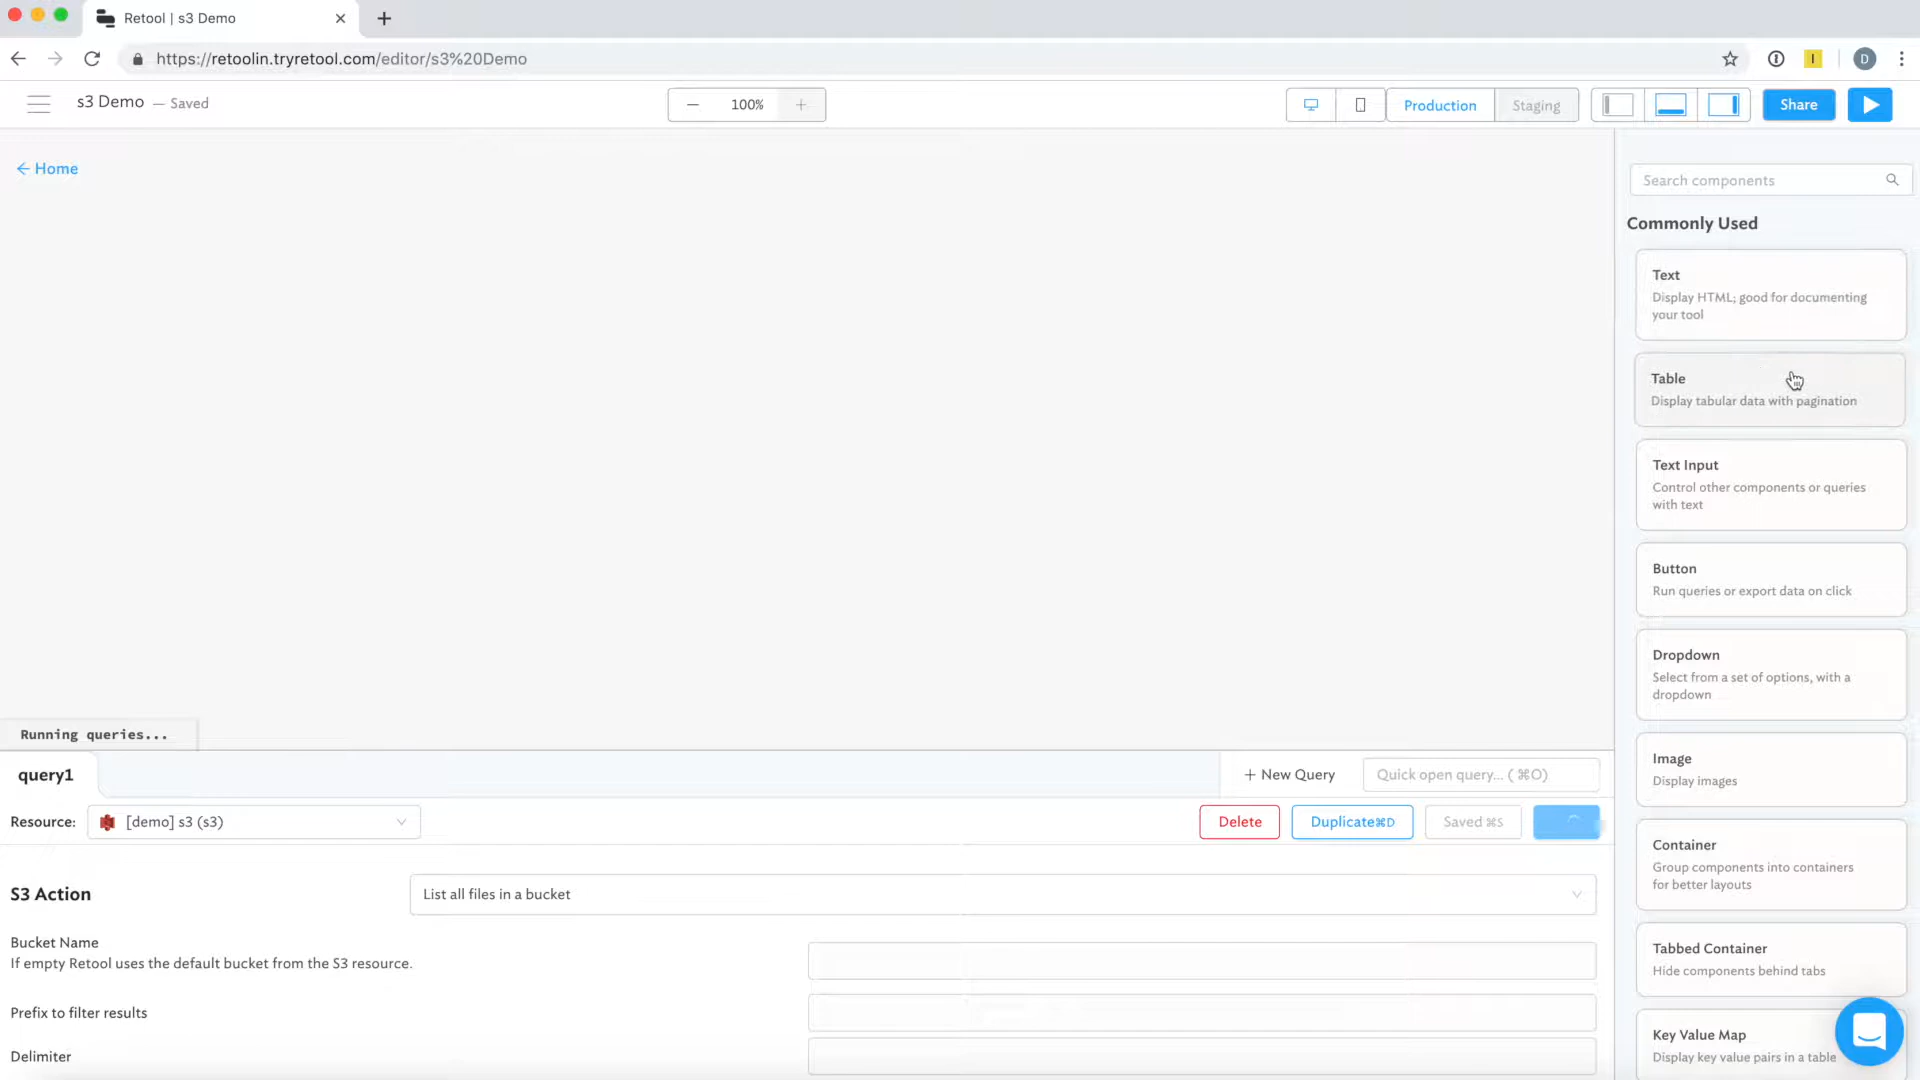 Retool | s3 Demo
https://retoolin.tryretool.com/editor/s3%20Demo
I
D
s3 Demo — Saved
100%
Production
Staging
Share
← Home
Search components
Commonly Used
Text
Display HTML; good for documenting
your tool
Table
Display tabular data with pagination
Text Input
Control other components or queries
with text
Button
Run queries or export data on click
Dropdown
Select from a set of options, with a
dropdown
Image
Display images
Container
Group components into containers
for better layouts
Tabbed Container
Hide components behind tabs
Key Value Map
Display key value pairs in a table
Running queries...
query1
+ New Query
Quick open query... ( ⌘O)
Resource:
[demo] s3 (s3)
Delete
Duplicate⌘D
Saved ⌘S
S3 Action
List all files in a bucket
Bucket Name
If empty Retool uses the default bucket from the S3 resource.
Prefix to filter results
Delimiter